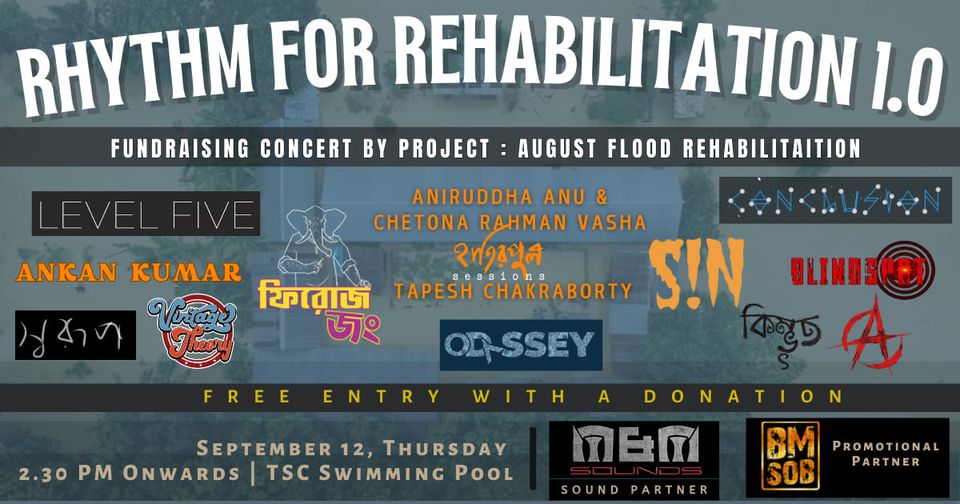 RHYTHM FOR REHABILITATION 1.0
FUNDRAISING CONCERT BY PROJECT : AUGUST FLOOD REHABILITAITION
LEVEL FIVE
ANIRUDDHA ANU &
CHETONA RAHMAN VASHA
CONCLUSION
ANKAN KUMAR
হাতিরপুল
sessions
TAPESH CHAKRABORTY
S!N
BLINDSPOT
ফিরোজ
জং
Vintage
Theory
ODYSSEY
কিম্ভূত
A
FREE ENTRY WITH A DONATION
SEPTEMBER 12, THURSDAY
2.30 PM ONWARDS | TSC SWIMMING POOL
M&M
SOUNDS
SOUND PARTNER
BM
SOB
PROMOTIONAL
PARTNER